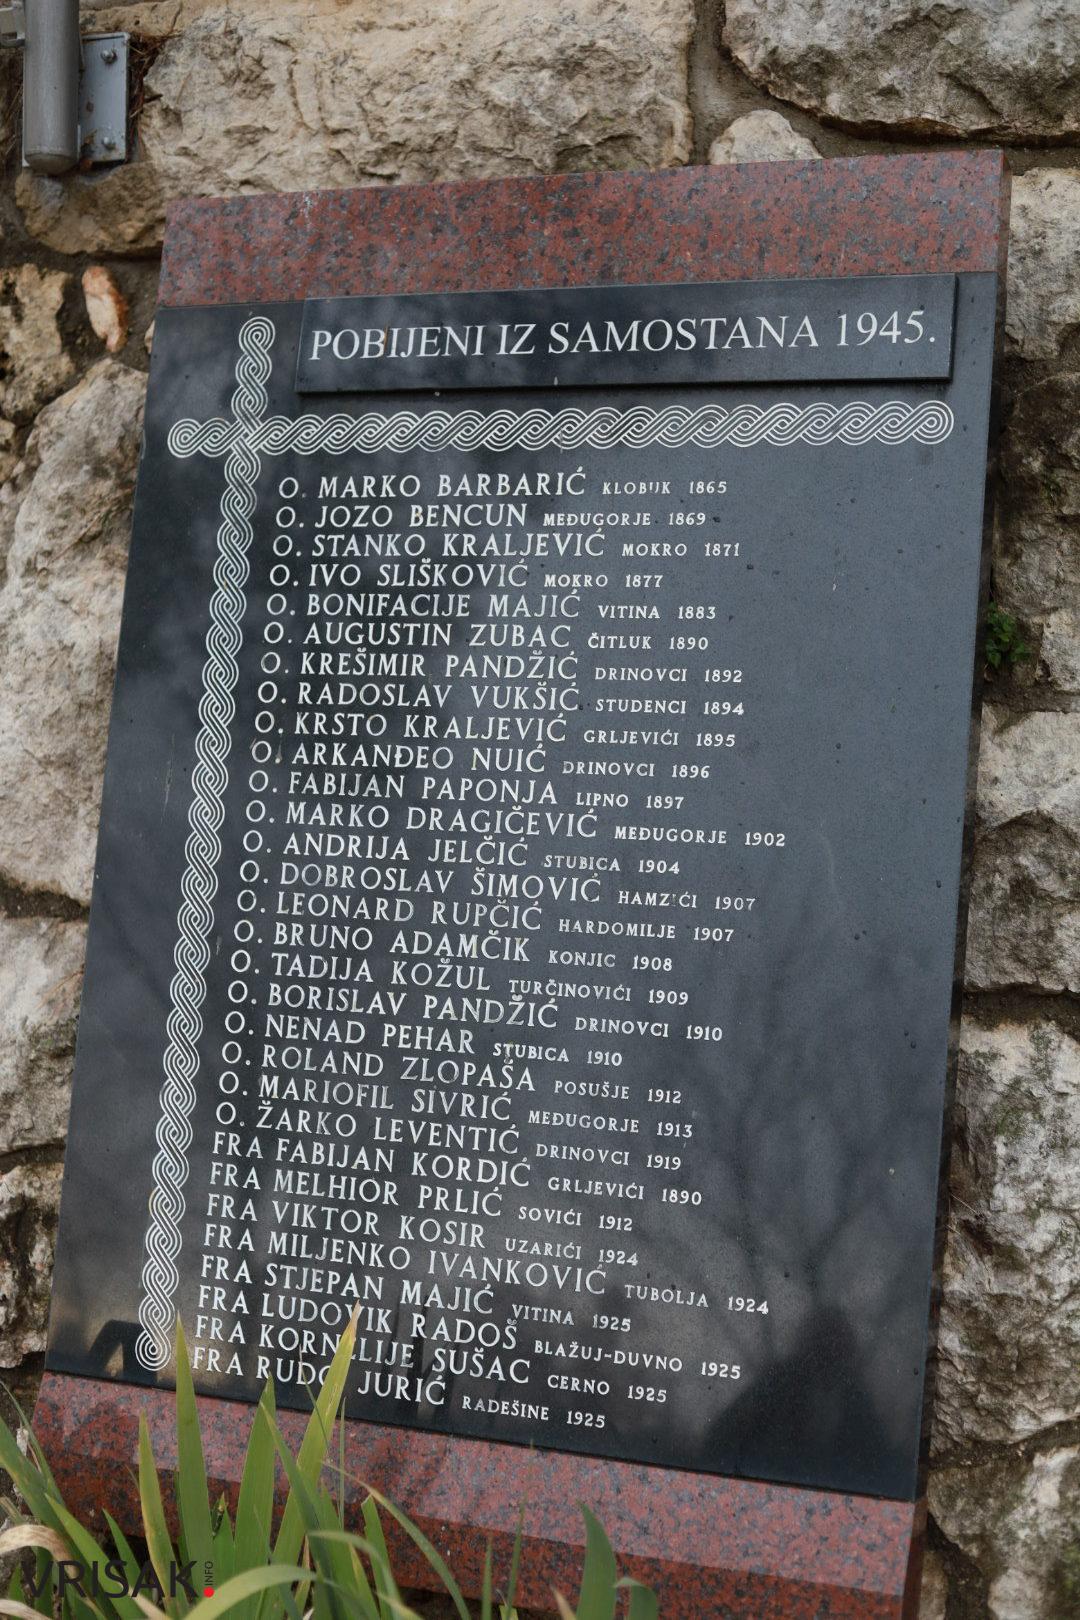 POBIJENI IZ SAMOSTANA 1945.
O. MARKO BARBARIĆ KLOBUK 1865
O. JOZO BENCUN MEĐUGORJE 1869
O. STANKO KRALJEVIĆ MOKRO 1871
O. IVO SLIŠKOVIĆ MOKRO 1877
O. BONIFACIJE MAJIĆ VITINA 1883
O. AUGUSTIN ZUBAC ČITLUK 1890
O. KREŠIMIR PANDŽIĆ DRINOVCI 1892
O. RADOSLAV VUKŠIĆ STUDENCI 1894
O. KRSTO KRALJEVIĆ GRLJEVIĆI 1895
O. ARKANĐEO NUIĆ DRINOVCI 1896
O. FABIJAN PAPONJA LIPNO 1897
O. MARKO DRAGIČEVIĆ MEĐUGORJE 1902
O. ANDRIJA JELČIĆ STUBICA 1904
O. DOBROSLAV ŠIMOVIĆ HAMZIĆI 1907
O. LEONARD RUPČIĆ HARDOMILJE 1907
O. BRUNO ADAMČIK KONJIC 1908
O. TADIJA KOŽUL TURČINOVIĆI 1909
O. BORISLAV PANDŽIĆ DRINOVCI 1910
O. NENAD PEHAR STUBICA 1910
O. ROLAND ZLOPAŠA POSUŠJE 1912
O. MARIOFIL SIVRIĆ MEĐUGORJE 1913
O. ŽARKO LEVENTIĆ DRINOVCI 1919
FRA FABIJAN KORDIĆ GRLJEVIĆI 1890
FRA MELHIOR PRLIĆ SOVIĆI 1912
FRA VIKTOR KOSIR UZARIĆI 1924
FRA MILJENKO IVANKOVIĆ TUBOLJA 1924
FRA STJEPAN MAJIĆ VITINA 1925
FRA LUDOVIK RADOŠ BLAŽUJ-DUVNO 1925
FRA KORNELIJE SUŠAC CERNO 1925
FRA RUDO JURIĆ RADEŠINE 1925
VRISAK.INFO